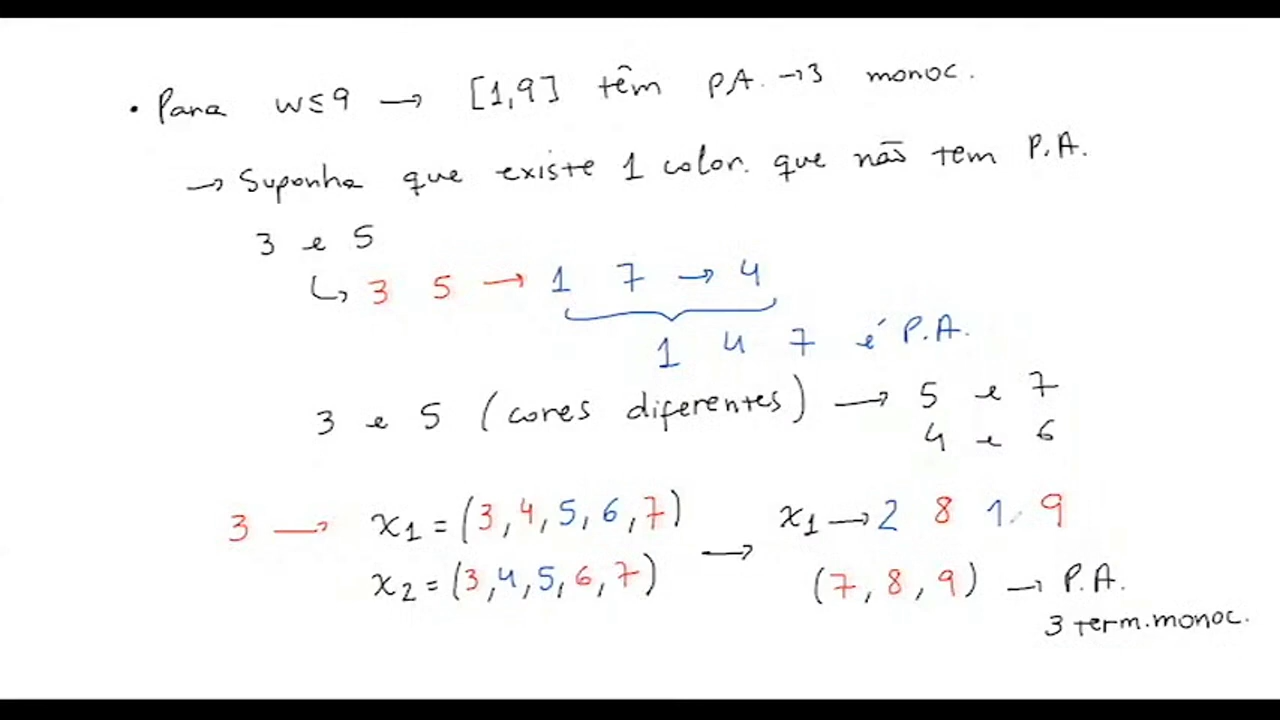 • Para w≤9 → [1,9] têm P.A. → 3 monoc.
→ Suponha que existe 1 color. que não tem P.A.
3 e 5
↳ 3 5 → 1 7 → 4
1 4 7 é P.A.
3 e 5 (cores diferentes) → 5 e 7
4 e 6
3 → x₁ = (3,4,5,6,7) → x₁ → 2 8 1, 9
x₂ = (3,4,5,6,7) (7,8,9) → P.A.
3 term. monoc.